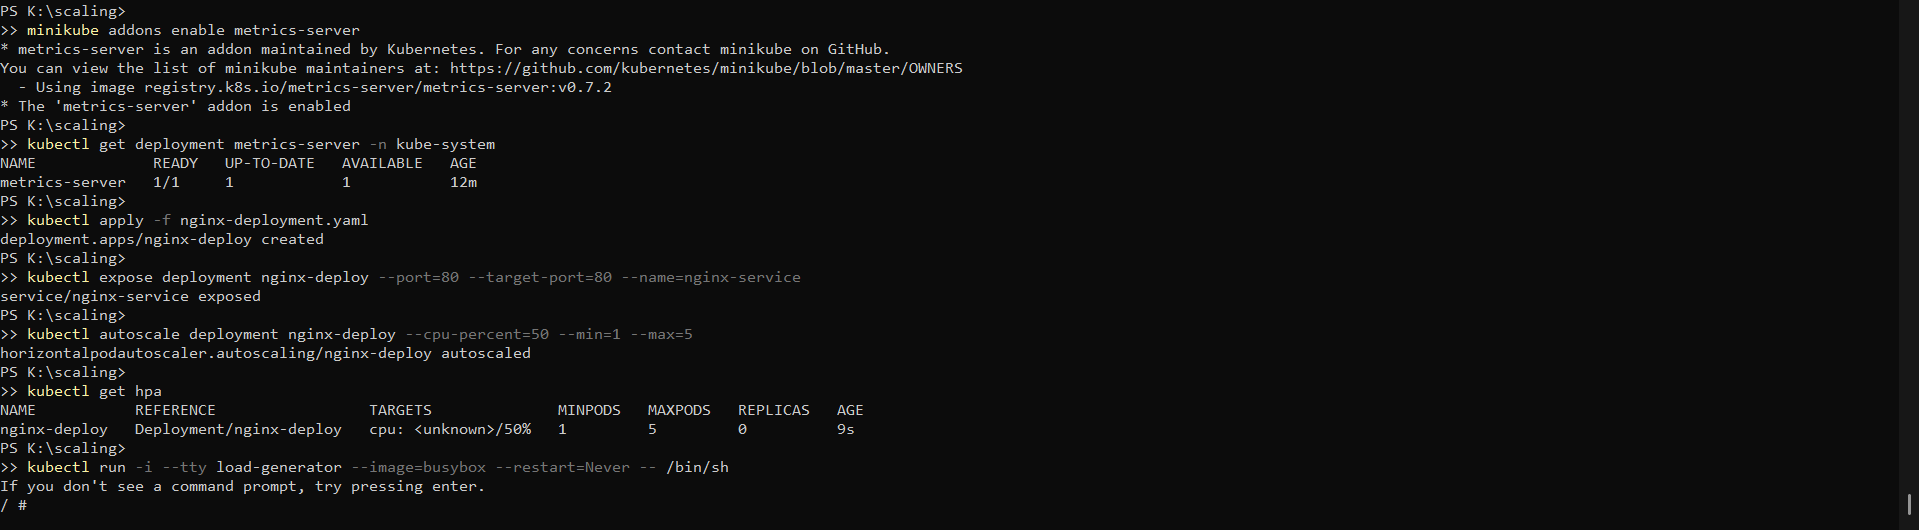 PS K:\scaling>
>> minikube addons enable metrics-server
* metrics-server is an addon maintained by Kubernetes. For any concerns contact minikube on GitHub.
You can view the list of minikube maintainers at: https://github.com/kubernetes/minikube/blob/master/OWNERS
  - Using image registry.k8s.io/metrics-server/metrics-server:v0.7.2
* The 'metrics-server' addon is enabled
PS K:\scaling>
>> kubectl get deployment metrics-server -n kube-system
NAME             READY   UP-TO-DATE   AVAILABLE   AGE
metrics-server   1/1     1            1           12m
PS K:\scaling>
>> kubectl apply -f nginx-deployment.yaml
deployment.apps/nginx-deploy created
PS K:\scaling>
>> kubectl expose deployment nginx-deploy --port=80 --target-port=80 --name=nginx-service
service/nginx-service exposed
PS K:\scaling>
>> kubectl autoscale deployment nginx-deploy --cpu-percent=50 --min=1 --max=5
horizontalpodautoscaler.autoscaling/nginx-deploy autoscaled
PS K:\scaling>
>> kubectl get hpa
NAME           REFERENCE                 TARGETS              MINPODS   MAXPODS   REPLICAS   AGE
nginx-deploy   Deployment/nginx-deploy   cpu: <unknown>/50%   1         5         0          9s
PS K:\scaling>
>> kubectl run -i --tty load-generator --image=busybox --restart=Never -- /bin/sh
If you don't see a command prompt, try pressing enter.
/ #